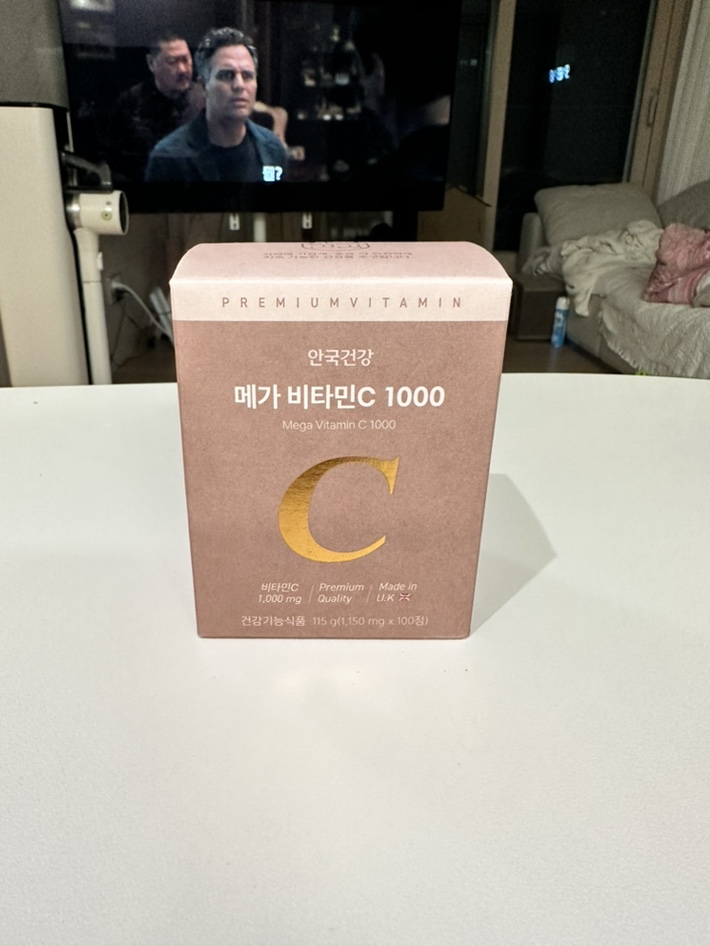 PREMIUMVITAMIN
안국건강
메가 비타민C 1000
Mega Vitamin C 1000
C
비타민C
1,000 mg
Premium
Quality
Made in
U.K
건강기능식품 115 g(1,150 mg x 100정)